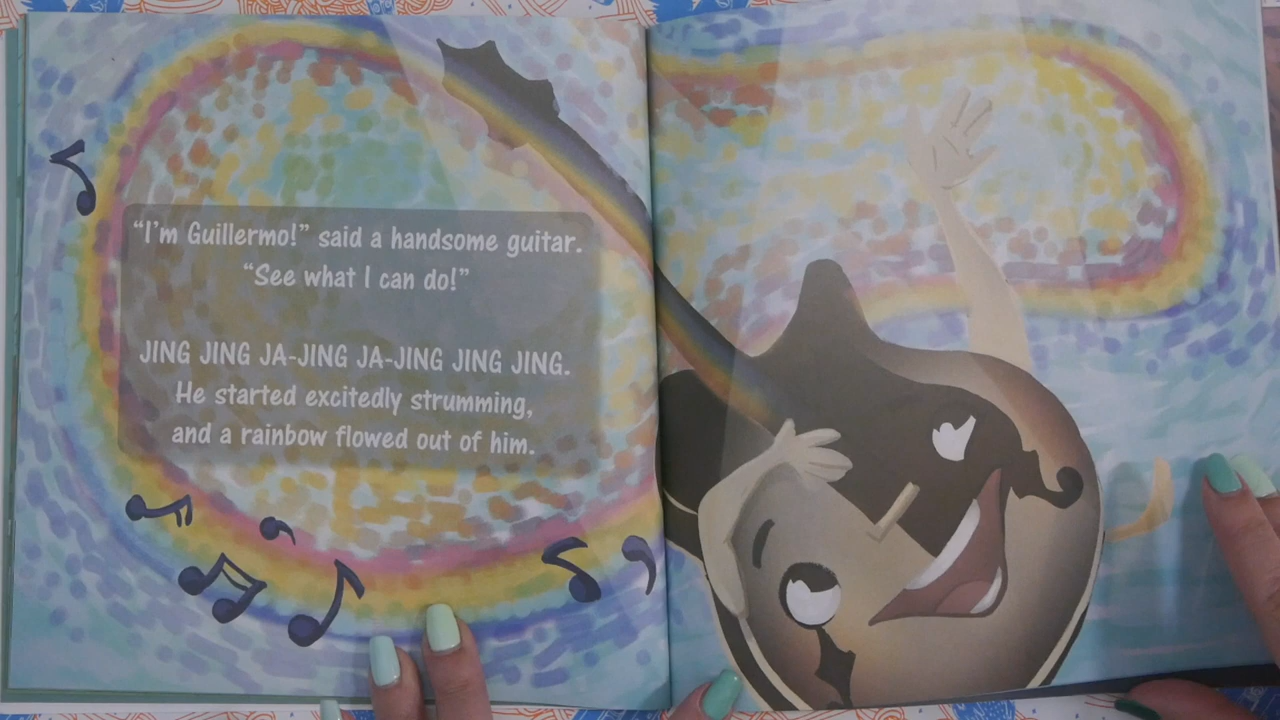 “I’m Guillermo!” said a handsome guitar.
“See what I can do!”
JING JING JA-JING JA-JING JING JING.
He started excitedly strumming,
and a rainbow flowed out of him.